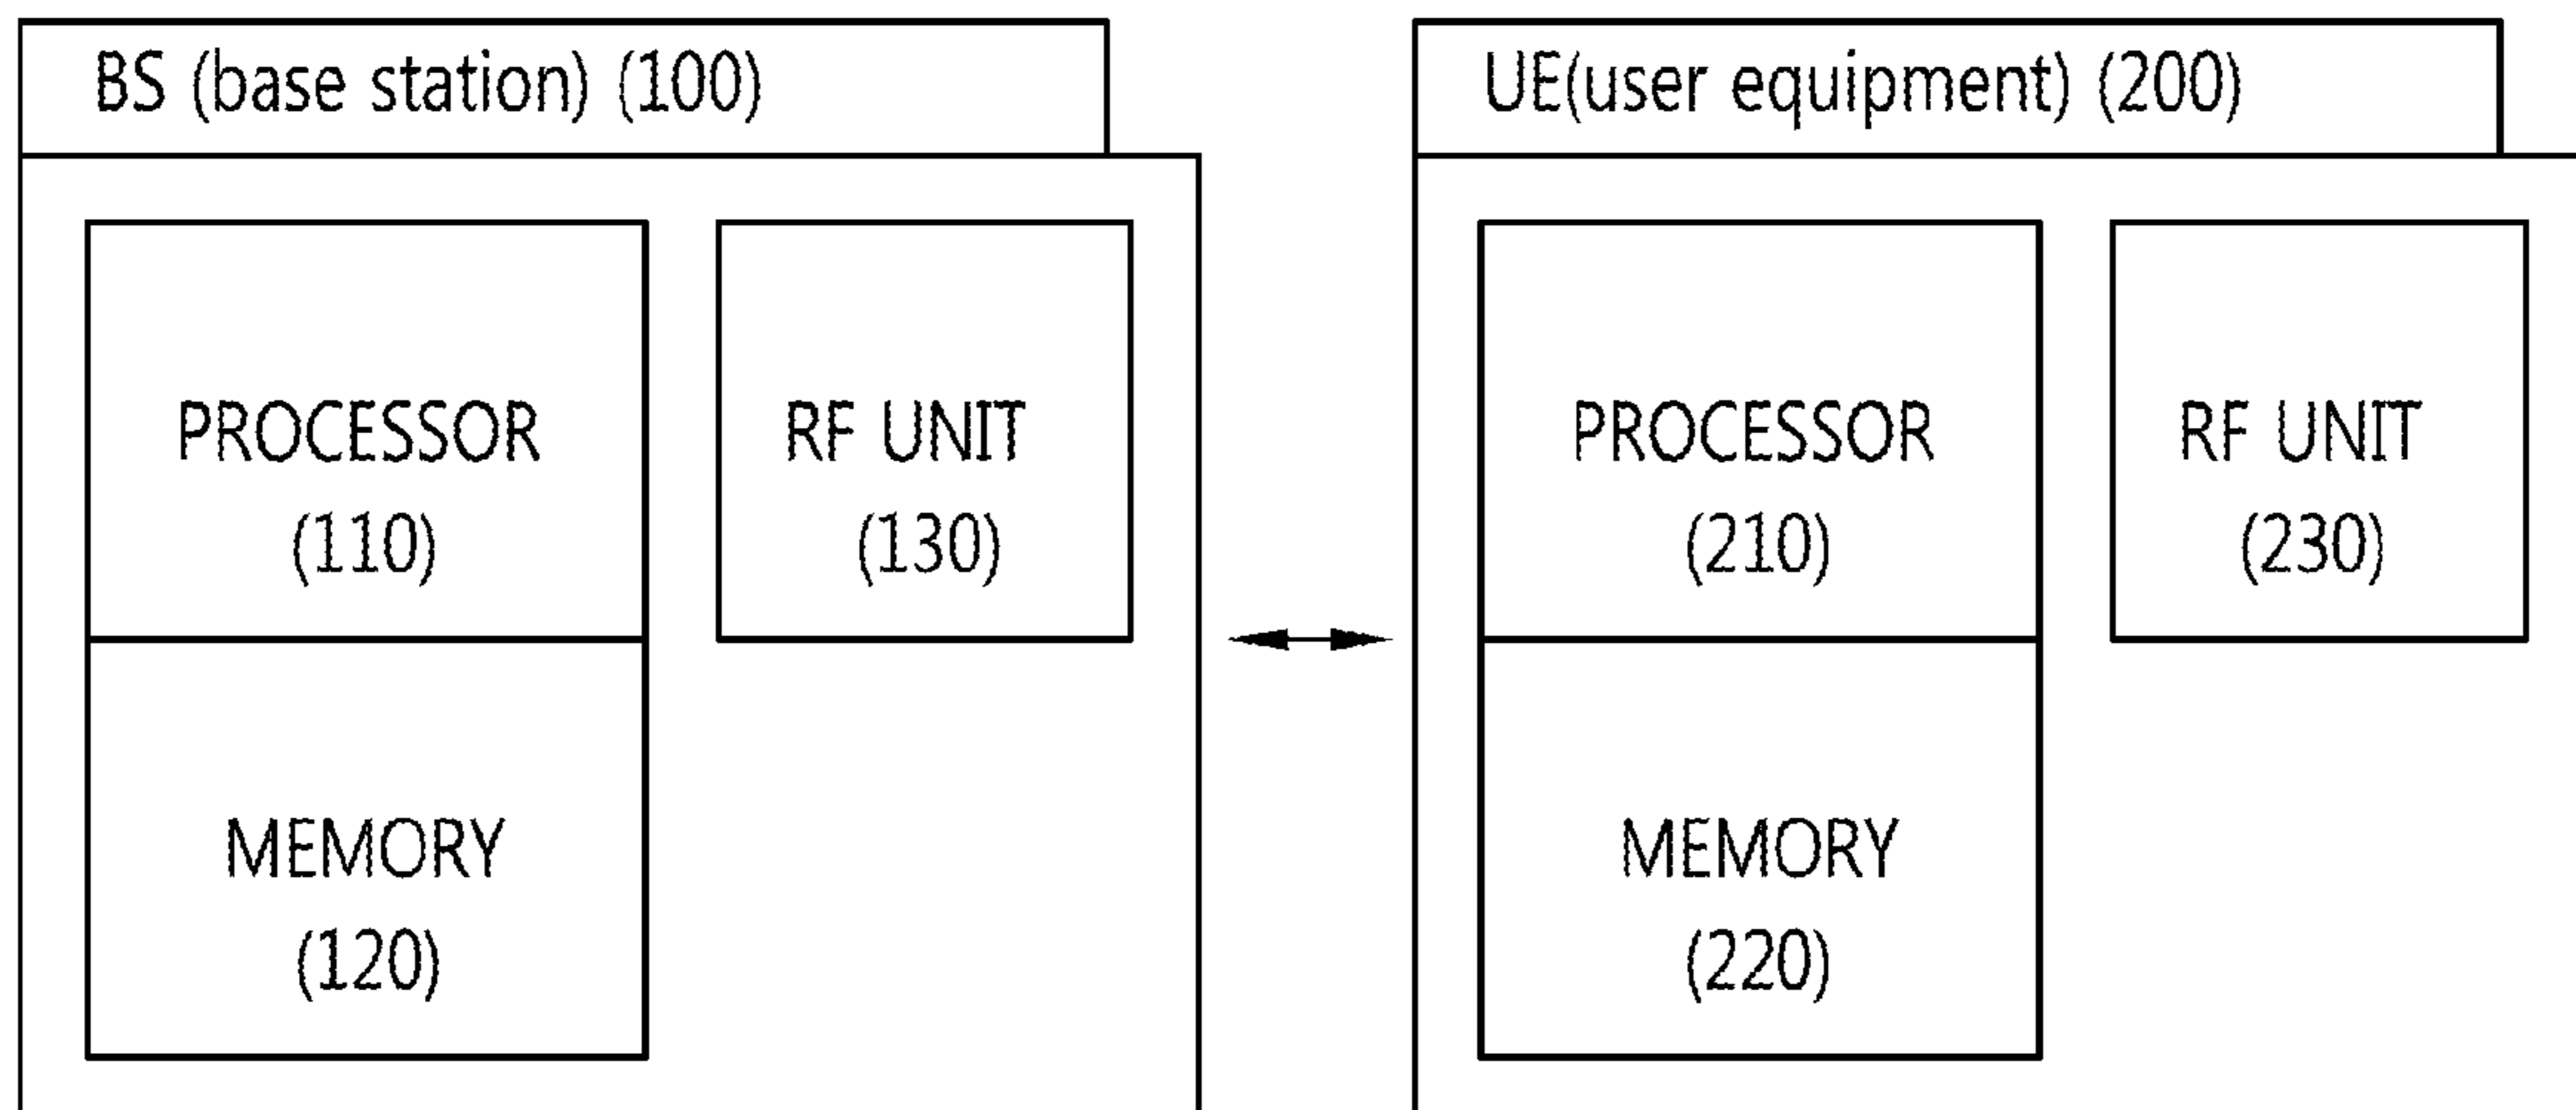 BS (base station) (100)
PROCESSOR
(110)
RF UNIT
(130)
MEMORY
(120)
UE(user equipment) (200)
PROCESSOR
(210)
RF UNIT
(230)
MEMORY
(220)